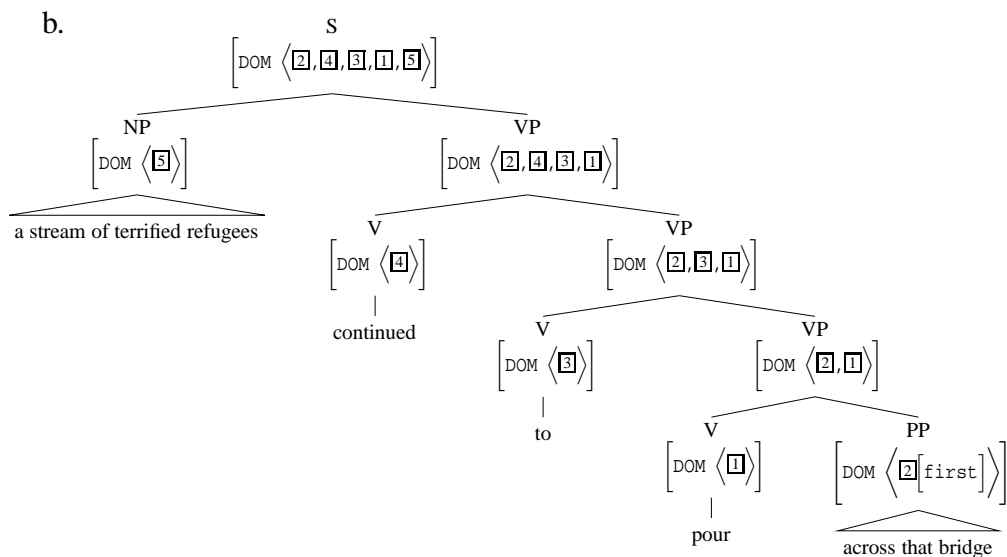 b.
S
[DOM ⟨2,4,3,1,5⟩]
NP VP
[DOM ⟨5⟩] [DOM ⟨2,4,3,1⟩]
a stream of terrified refugees V VP
[DOM ⟨4⟩] [DOM ⟨2,3,1⟩]
continued V VP
[DOM ⟨3⟩] [DOM ⟨2,1⟩]
to V PP
[DOM ⟨1⟩] [DOM ⟨2[first]⟩]
pour across that bridge